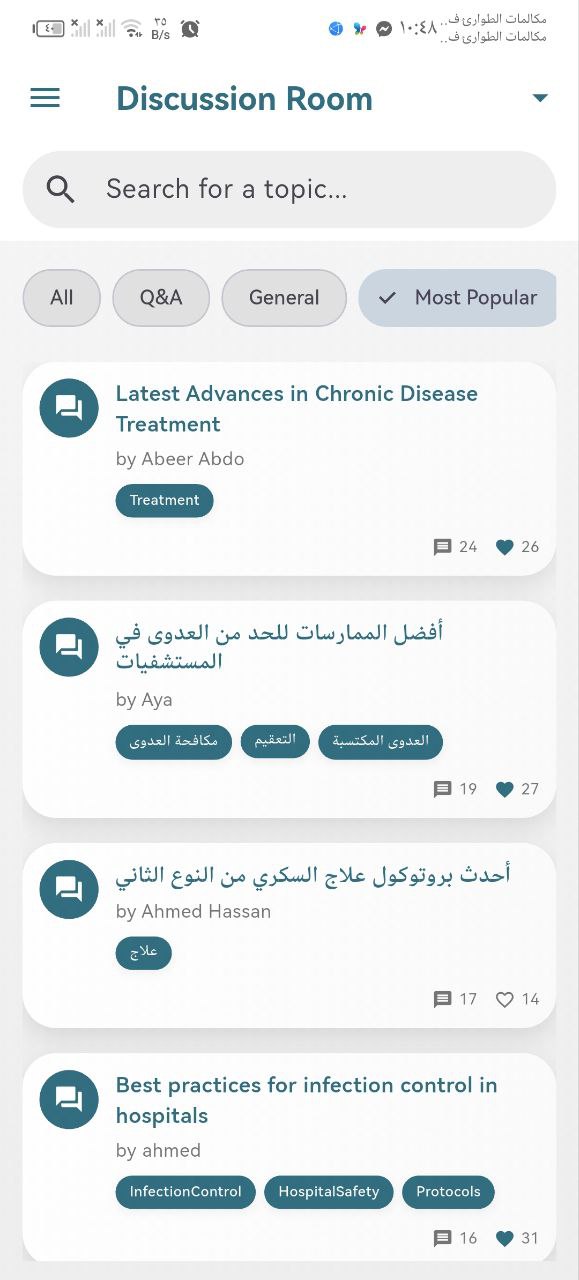 ٣٥
B/s
١٠:٤٨
مكالمات الطوارئ ف..
مكالمات الطوارئ ف..
Discussion Room
Search for a topic...
All
Q&A
General
Most Popular
Latest Advances in Chronic Disease
Treatment
by Abeer Abdo
Treatment
24 26
أفضل الممارسات للحد من العدوى في
المستشفيات
by Aya
مكافحة العدوى التعقيم العدوى المكتسبة
19 27
أحدث بروتوكول علاج السكري من النوع الثاني
by Ahmed Hassan
علاج
17 14
Best practices for infection control in
hospitals
by ahmed
InfectionControl HospitalSafety Protocols
16 31